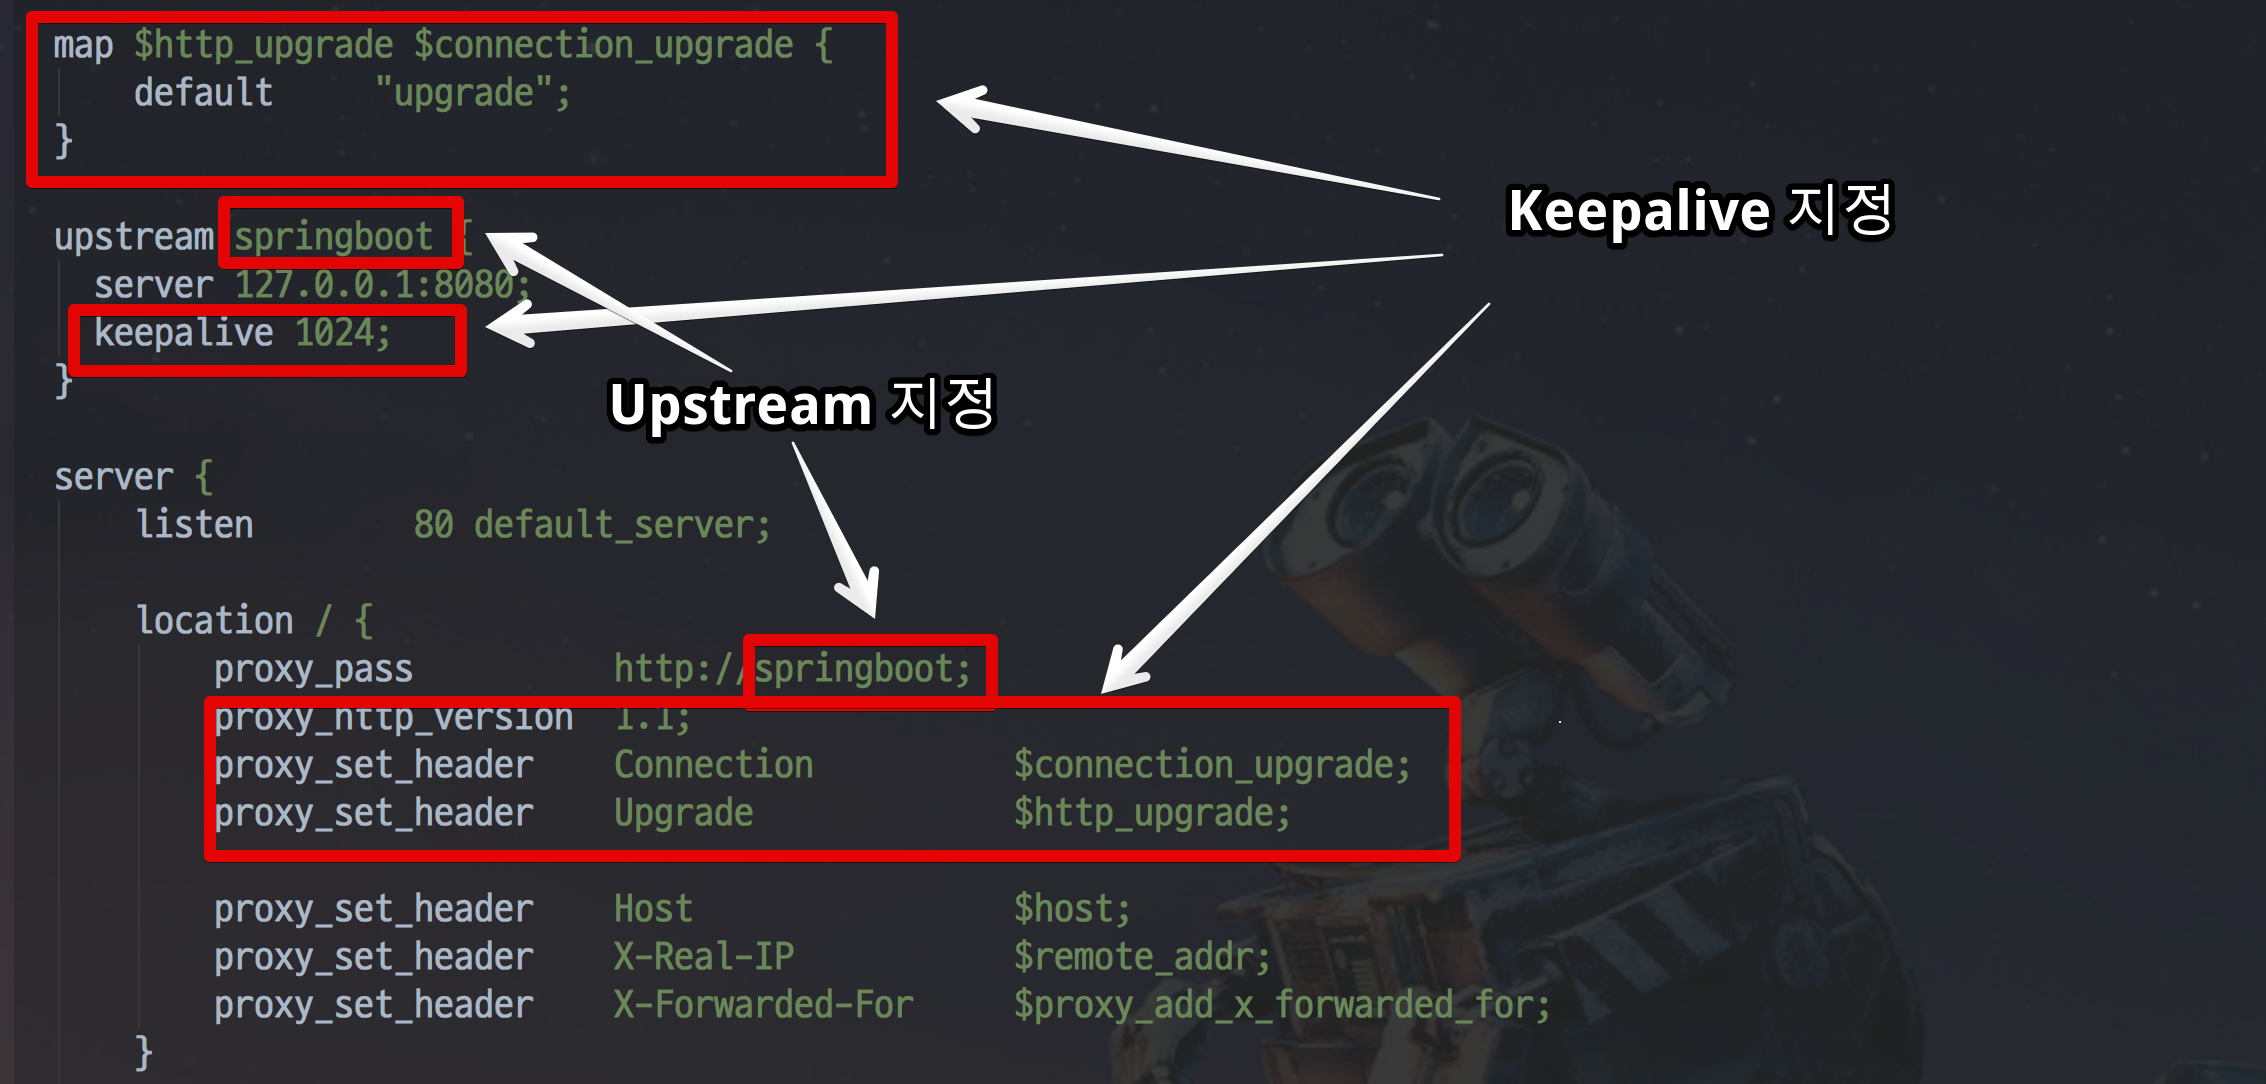 map $http_upgrade $connection_upgrade {
default "upgrade";
}
Keepalive 지정
upstream springboot {
server 127.0.0.1:8080;
keepalive 1024;
}
Upstream 지정
server {
listen 80 default_server;
location / {
proxy_pass http://springboot;
proxy_http_version 1.1;
proxy_set_header Connection $connection_upgrade;
proxy_set_header Upgrade $http_upgrade;
proxy_set_header Host $host;
proxy_set_header X-Real-IP $remote_addr;
proxy_set_header X-Forwarded-For $proxy_add_x_forwarded_for;
}